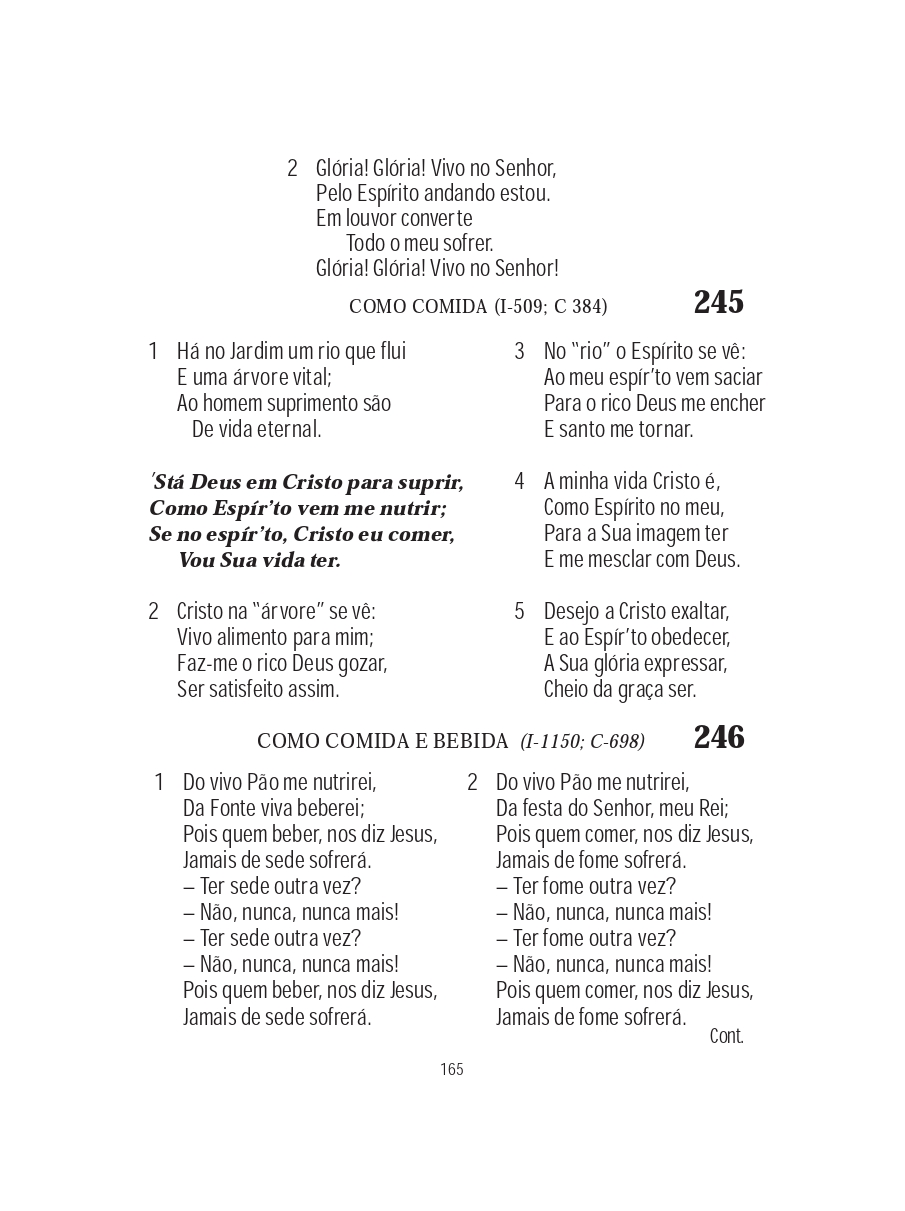 2 Glória! Glória! Vivo no Senhor,
Pelo Espírito andando estou.
Em louvor converte
Todo o meu sofrer.
Glória! Glória! Vivo no Senhor!
COMO COMIDA (I-509; C 384) 245
1 Há no Jardim um rio que flui
E uma árvore vital;
Ao homem suprimento são
De vida eternal.
'Stá Deus em Cristo para suprir,
Como Espír’to vem me nutrir;
Se no espír’to, Cristo eu comer,
Vou Sua vida ter.
2 Cristo na “árvore” se vê:
Vivo alimento para mim;
Faz-me o rico Deus gozar,
Ser satisfeito assim.
3 No “rio” o Espírito se vê:
Ao meu espír’to vem saciar
Para o rico Deus me encher
E santo me tornar.
4 A minha vida Cristo é,
Como Espírito no meu,
Para a Sua imagem ter
E me mesclar com Deus.
5 Desejo a Cristo exaltar,
E ao Espír’to obedecer,
A Sua glória expressar,
Cheio da graça ser.
COMO COMIDA E BEBIDA (I-1150; C-698) 246
1 Do vivo Pão me nutrirei,
Da Fonte viva beberei;
Pois quem beber, nos diz Jesus,
Jamais de sede sofrerá.
– Ter sede outra vez?
– Não, nunca, nunca mais!
– Ter sede outra vez?
– Não, nunca, nunca mais!
Pois quem beber, nos diz Jesus,
Jamais de sede sofrerá.
2 Do vivo Pão me nutrirei,
Da festa do Senhor, meu Rei;
Pois quem comer, nos diz Jesus,
Jamais de fome sofrerá.
– Ter fome outra vez?
– Não, nunca, nunca mais!
– Ter fome outra vez?
– Não, nunca, nunca mais!
Pois quem comer, nos diz Jesus,
Jamais de fome sofrerá.
Cont.
165